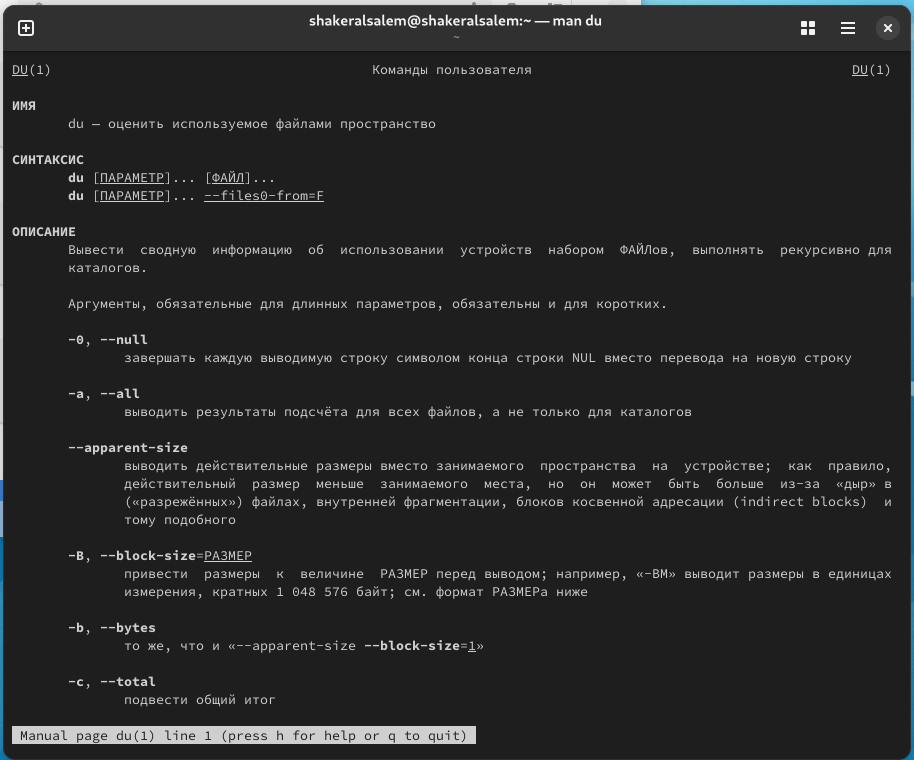 shakeralsalem@shakeralsalem:~ — man du
~
DU(1) Команды пользователя DU(1)
ИМЯ
du — оценить используемое файлами пространство
СИНТАКСИС
du [ПАРАМЕТР]... [ФАЙЛ]...
du [ПАРАМЕТР]... --files0-from=F
ОПИСАНИЕ
Вывести сводную информацию об использовании устройств набором ФАЙЛов, выполнять рекурсивно для
каталогов.
Аргументы, обязательные для длинных параметров, обязательны и для коротких.
-0, --null
завершать каждую выводимую строку символом конца строки NUL вместо перевода на новую строку
-a, --all
выводить результаты подсчёта для всех файлов, а не только для каталогов
--apparent-size
выводить действительные размеры вместо занимаемого пространства на устройстве; как правило,
действительный размер меньше занимаемого места, но он может быть больше из-за «дыр» в
(«разрежённых») файлах, внутренней фрагментации, блоков косвенной адресации (indirect blocks) и
тому подобного
-B, --block-size=РАЗМЕР
привести размеры к величине РАЗМЕР перед выводом; например, «-BM» выводит размеры в единицах
измерения, кратных 1 048 576 байт; см. формат РАЗМЕРа ниже
-b, --bytes
то же, что и «--apparent-size --block-size=1»
-c, --total
подвести общий итог
Manual page du(1) line 1 (press h for help or q to quit)